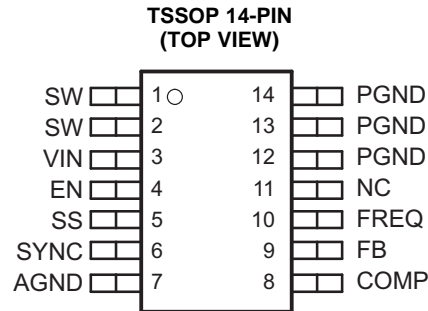 TSSOP 14-PIN
(TOP VIEW)
SW 1 14 PGND
SW 2 13 PGND
VIN 3 12 PGND
EN 4 11 NC
SS 5 10 FREQ
SYNC 6 9 FB
AGND 7 8 COMP